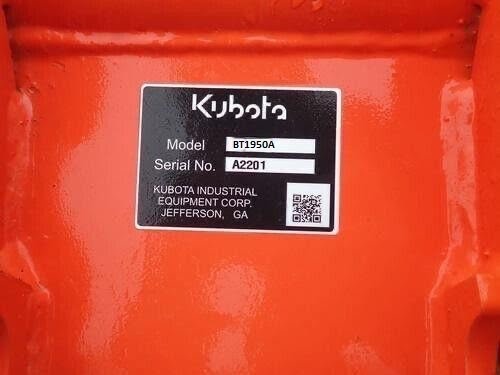 Kubota
Model BT1950A
Serial No. A2201
KUBOTA INDUSTRIAL
EQUIPMENT CORP.
JEFFERSON, GA